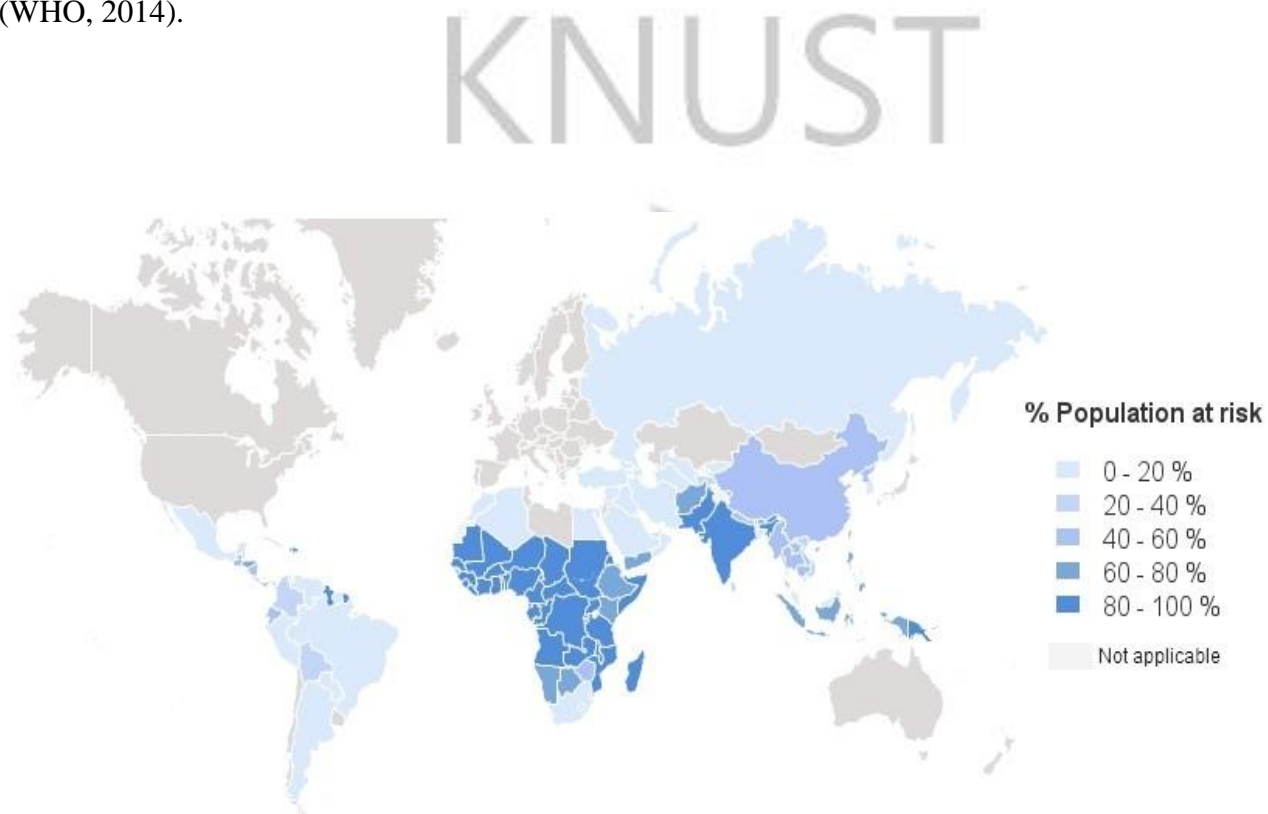 (WHO, 2014).
KNUST
% Population at risk
0 - 20 %
20 - 40 %
40 - 60 %
60 - 80 %
80 - 100 %
Not applicable